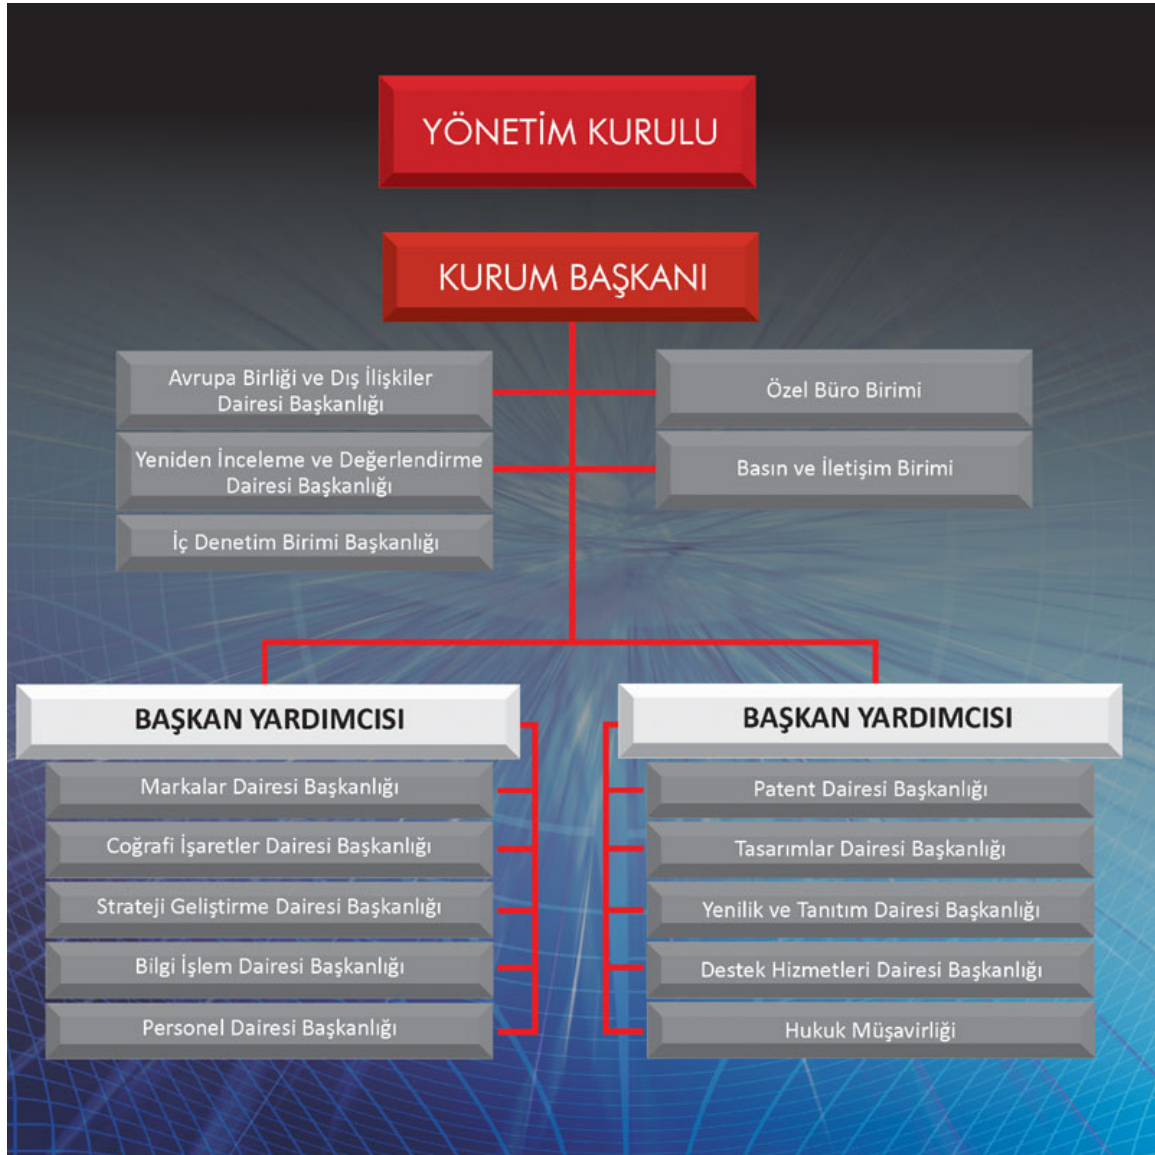 YÖNETİM KURULU
KURUM BAŞKANI
Avrupa Birliği ve Dış İlişkiler
Dairesi Başkanlığı
Özel Büro Birimi
Yeniden İnceleme ve Değerlendirme
Dairesi Başkanlığı
Basın ve İletişim Birimi
İç Denetim Birimi Başkanlığı
BAŞKAN YARDIMCISI
Markalar Dairesi Başkanlığı
Coğrafi İşaretler Dairesi Başkanlığı
Strateji Geliştirme Dairesi Başkanlığı
Bilgi İşlem Dairesi Başkanlığı
Personel Dairesi Başkanlığı
BAŞKAN YARDIMCISI
Patent Dairesi Başkanlığı
Tasarımlar Dairesi Başkanlığı
Yenilik ve Tanıtım Dairesi Başkanlığı
Destek Hizmetleri Dairesi Başkanlığı
Hukuk Müşavirliği